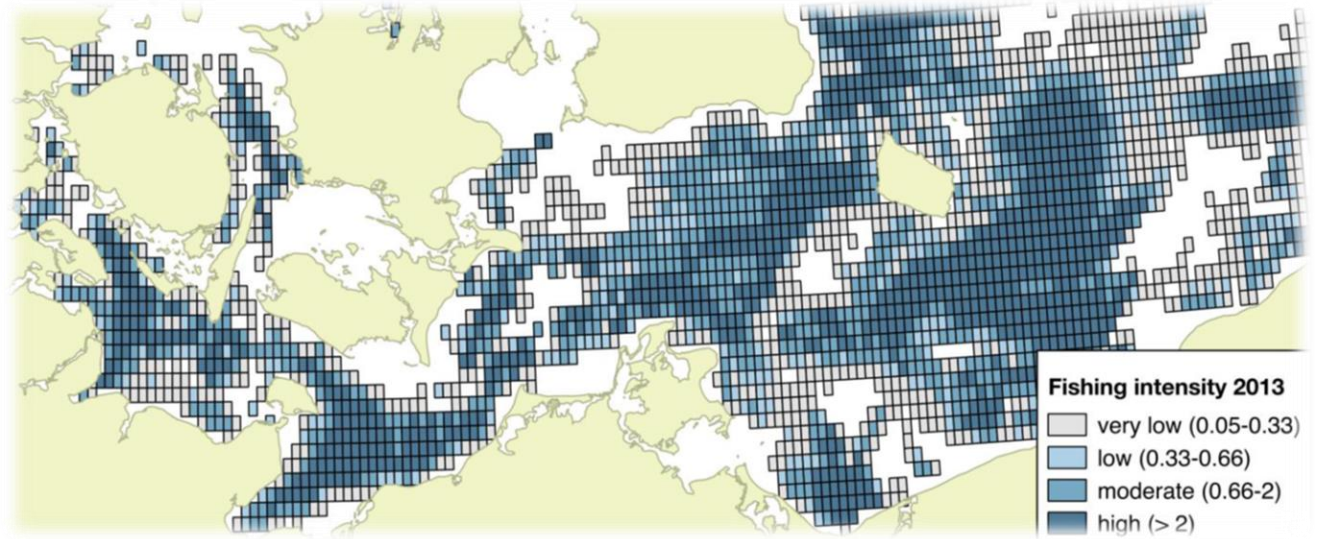 Fishing intensity 2013
very low (0.05-0.33)
low (0.33-0.66)
moderate (0.66-2)
high (> 2)